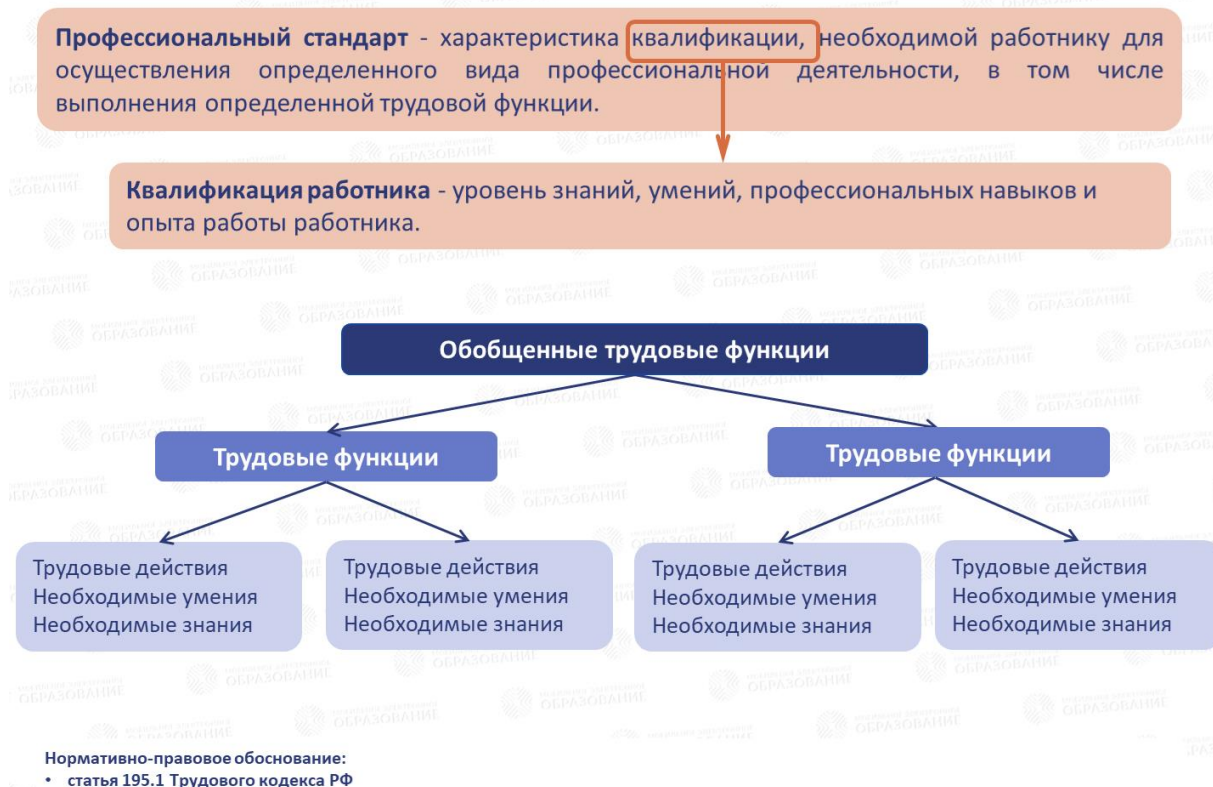 Профессиональный стандарт - характеристика квалификации, необходимой работнику для
осуществления определенного вида профессиональной деятельности, в том числе
выполнения определенной трудовой функции.
Квалификация работника - уровень знаний, умений, профессиональных навыков и
опыта работы работника.
Обобщенные трудовые функции
Трудовые функции
Трудовые функции
Трудовые действия
Необходимые умения
Необходимые знания
Трудовые действия
Необходимые умения
Необходимые знания
Трудовые действия
Необходимые умения
Необходимые знания
Трудовые действия
Необходимые умения
Необходимые знания
Нормативно-правовое обоснование:
• статья 195.1 Трудового кодекса РФ
ОБРАЗОВАНИЕ